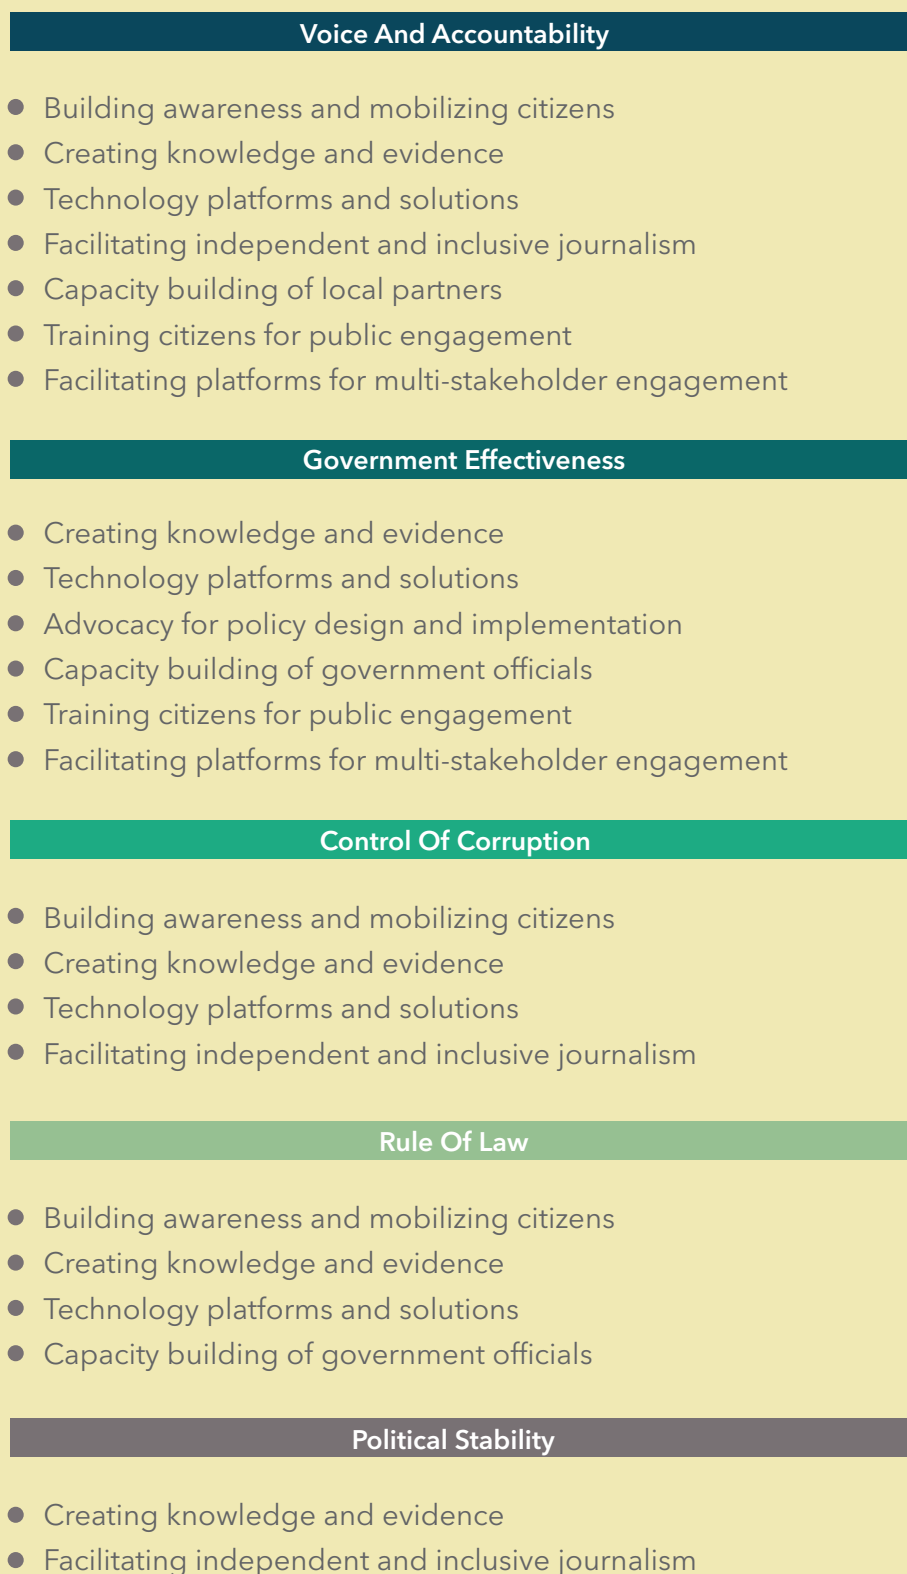 Voice And Accountability
Building awareness and mobilizing citizens
Creating knowledge and evidence
Technology platforms and solutions
Facilitating independent and inclusive journalism
Capacity building of local partners
Training citizens for public engagement
Facilitating platforms for multi-stakeholder engagement
Government Effectiveness
Creating knowledge and evidence
Technology platforms and solutions
Advocacy for policy design and implementation
Capacity building of government officials
Training citizens for public engagement
Facilitating platforms for multi-stakeholder engagement
Control Of Corruption
Building awareness and mobilizing citizens
Creating knowledge and evidence
Technology platforms and solutions
Facilitating independent and inclusive journalism
Rule Of Law
Building awareness and mobilizing citizens
Creating knowledge and evidence
Technology platforms and solutions
Capacity building of government officials
Political Stability
Creating knowledge and evidence
Facilitating independent and inclusive journalism